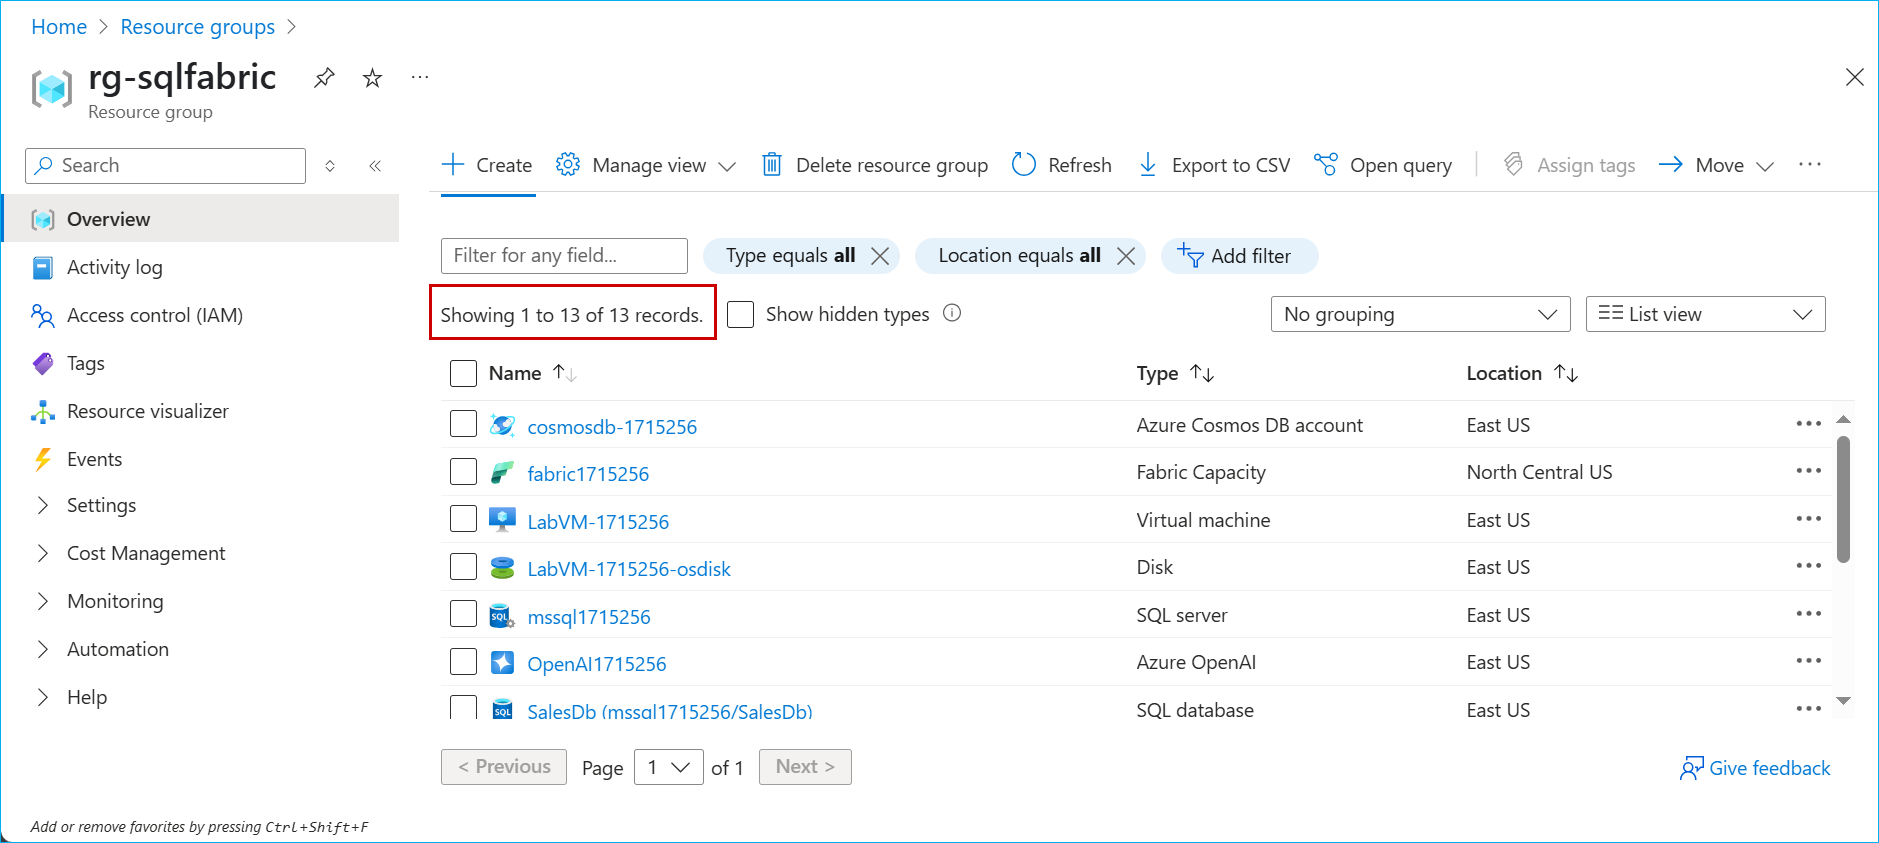 Home > Resource groups >
rg-sqlfabric ...
Resource group
Search
Overview
Activity log
Access control (IAM)
Tags
Resource visualizer
Events
Settings
Cost Management
Monitoring
Automation
Help
Add or remove favorites by pressing Ctrl+Shift+F
Create Manage view Delete resource group Refresh Export to CSV Open query Assign tags Move ...
Filter for any field... Type equals all Location equals all Add filter
Showing 1 to 13 of 13 records. Show hidden types No grouping List view
Name Type Location
cosmosdb-1715256 Azure Cosmos DB account East US
fabric1715256 Fabric Capacity North Central US
LabVM-1715256 Virtual machine East US
LabVM-1715256-osdisk Disk East US
SQL mssql1715256 SQL server East US
OpenAI1715256 Azure OpenAI East US
SQL SalesDb (mssql1715256/SalesDb) SQL database East US
< Previous Page 1 of 1 Next >
Give feedback